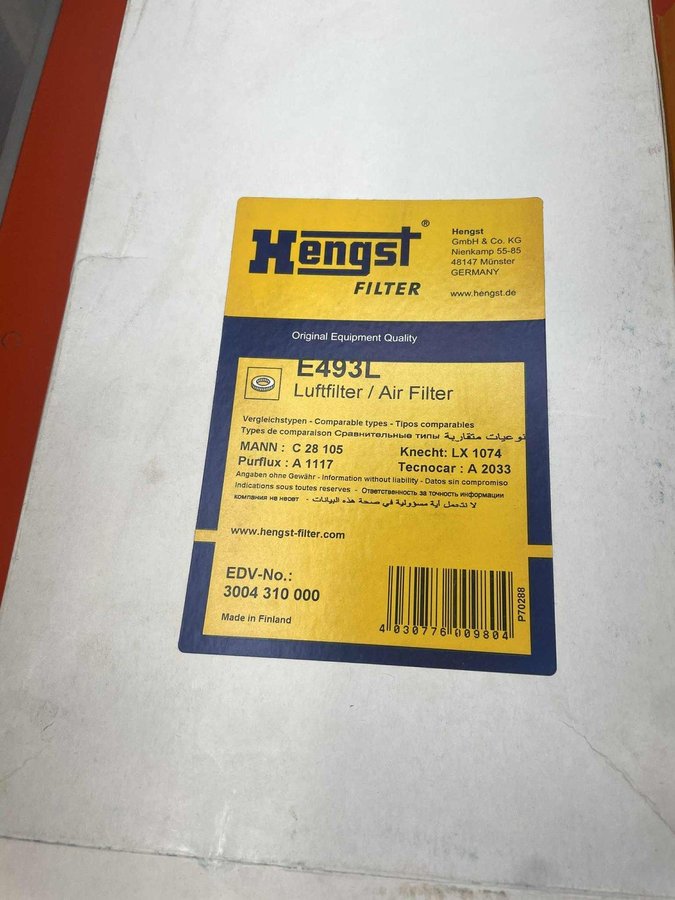 Hengst®
FILTER
Hengst
GmbH & Co. KG
Nienkamp 55-85
48147 Münster
GERMANY
www.hengst.de
Original Equipment Quality
E493L
Luftfilter / Air Filter
Vergleichstypen - Comparable types - Tipos comparables
Types de comparaison Сравнительные типы نوعيات متقاربة
MANN : C 28 105 Knecht: LX 1074
Purflux : A 1117 Tecnocar : A 2033
Angaben ohne Gewähr - Information without liability - Datos sin compromiso
Indications sous toutes reserves - Ответственность за точность информации
компания не несет - لا تتحمل أية مسؤولية في صحة هذه البيانات
www.hengst-filter.com
EDV-No.:
3004 310 000
Made in Finland
4 030776 009804
P70288